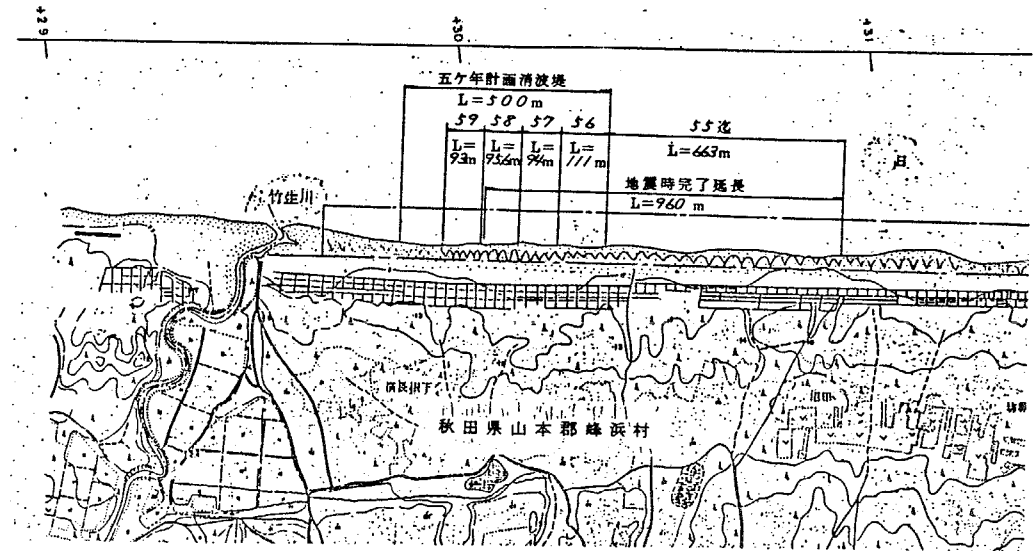 +29
+30
+31
五ケ年計画消波堤
L=500m
59 58 57 56 55迄
L=93m L=95.6m L=94m L=111m L=663m
地震時完了延長
L=960 m
日
竹生川
秋田県山本郡峰浜村